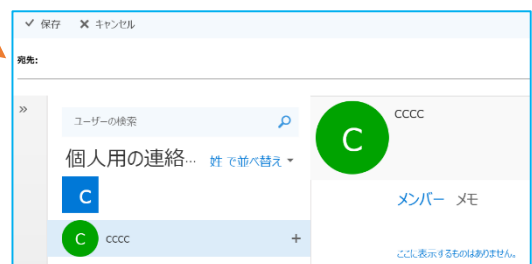 ✓ 保存 ✕ キャンセル
宛先:
»
ユーザーの検索
個人用の連絡… 姓 で並べ替え
C
C cccc +
C cccc
メンバー メモ
ここに表示するものはありません。